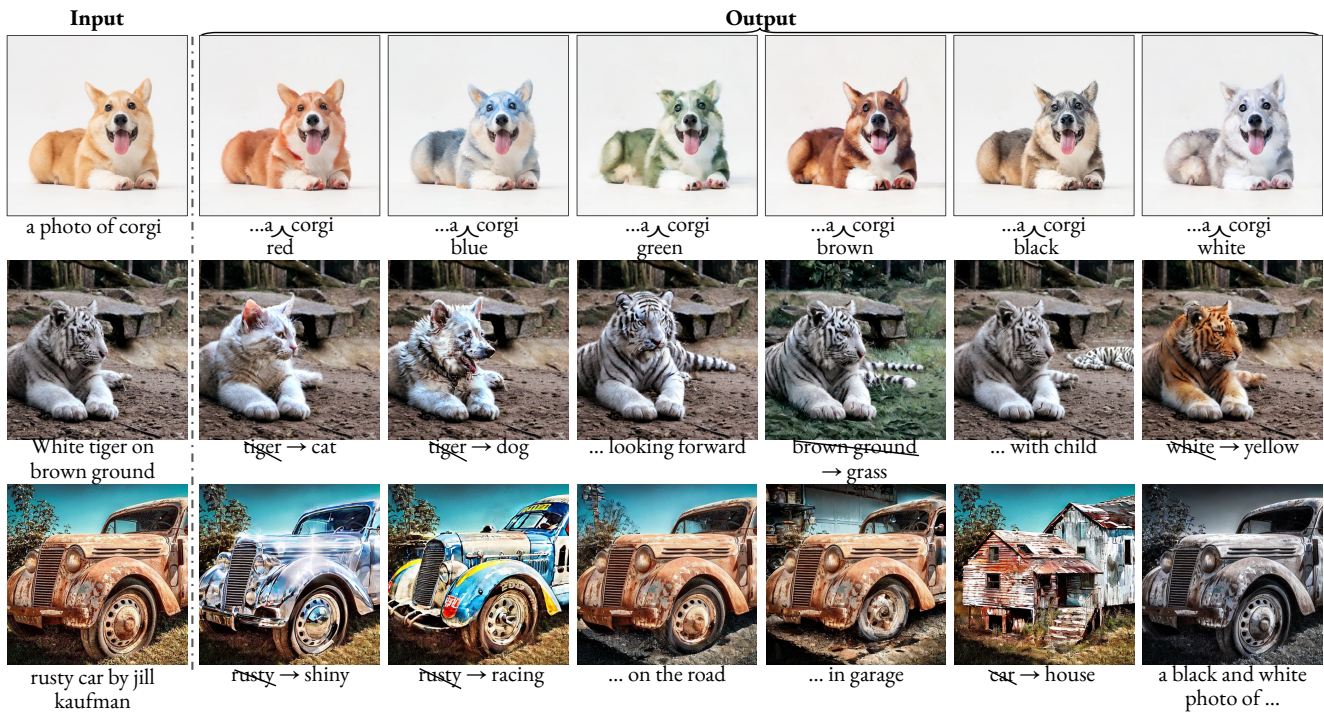 Input
Output
a photo of corgi
...a corgi
red
...a corgi
blue
...a corgi
green
...a corgi
brown
...a corgi
black
...a corgi
white
White tiger on
brown ground
tiger → cat
tiger → dog
... looking forward
brown ground
→ grass
... with child
white → yellow
rusty car by jill
kaufman
rusty → shiny
rusty → racing
... on the road
... in garage
car → house
a black and white
photo of ...